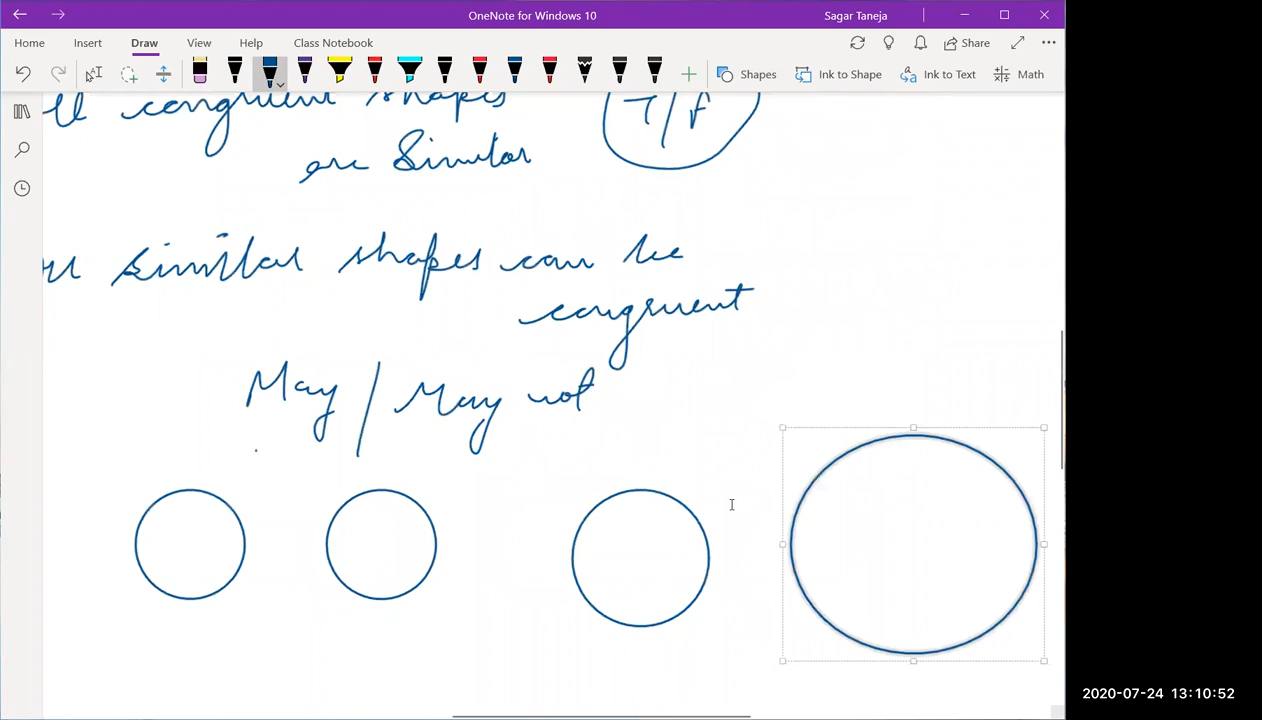 OneNote for Windows 10
Sagar Taneja
Home Insert Draw View Help Class Notebook
Share
Shapes Ink to Shape Ink to Text Math
ll congruent shapes
T/F
are Similar
similar shapes can be
congruent
May / May not
2020-07-24 13:10:52